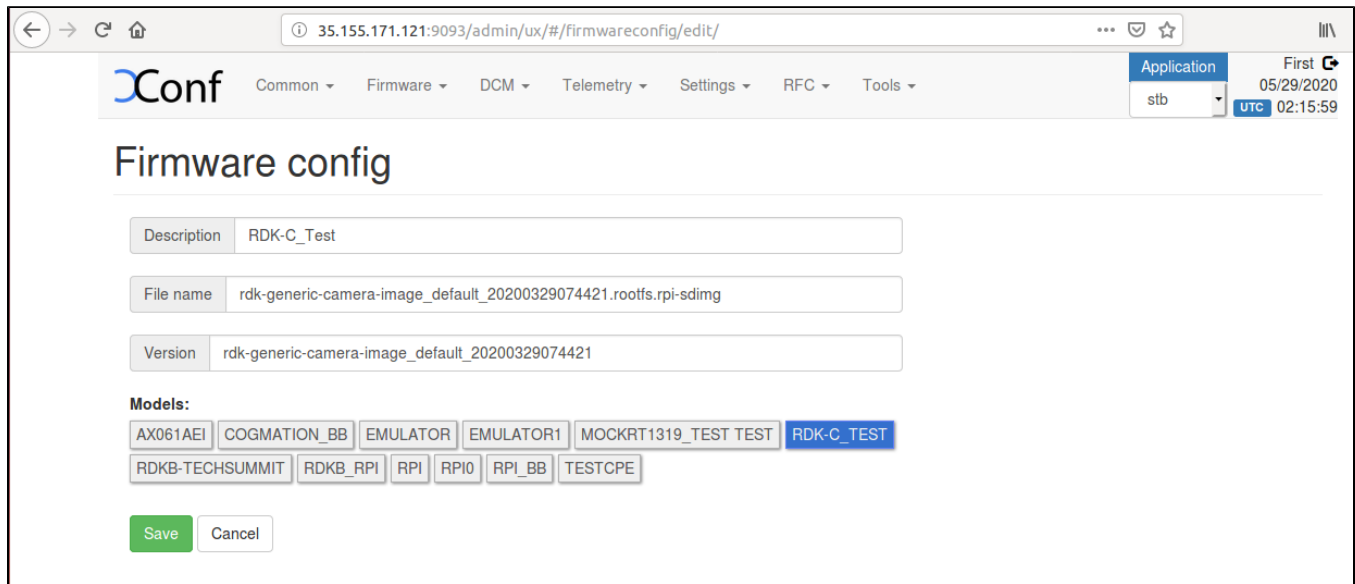 35.155.171.121:9093/admin/ux/#/firmwareconfig/edit/
XConf Common Firmware DCM Telemetry Settings RFC Tools
Application
stb
First
05/29/2020
UTC 02:15:59
Firmware config
Description RDK-C_Test
File name rdk-generic-camera-image_default_20200329074421.rootfs.rpi-sdimg
Version rdk-generic-camera-image_default_20200329074421
Models:
AX061AEI COGMATION_BB EMULATOR EMULATOR1 MOCKRT1319_TEST TEST RDK-C_TEST
RDKB-TECHSUMMIT RDKB_RPI RPI RPI0 RPI_BB TESTCPE
Save Cancel